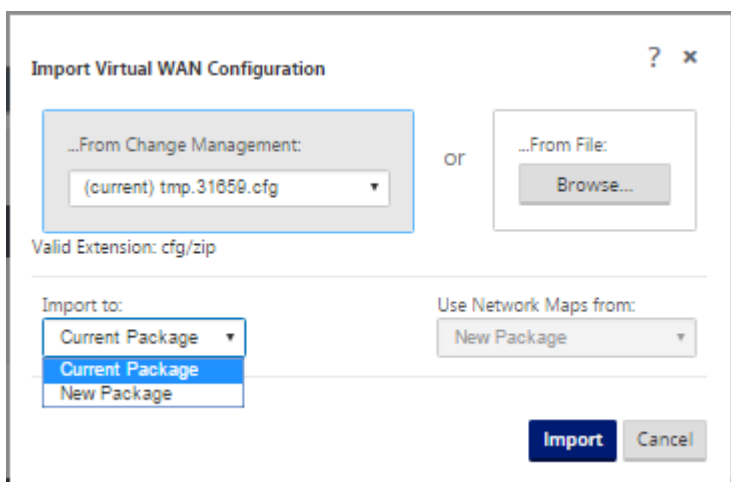 Import Virtual WAN Configuration
? ×
...From Change Management:
(current) tmp.31659.cfg
or
...From File:
Browse...
Valid Extension: cfg/zip
Import to:
Current Package
Current Package
New Package
Use Network Maps from:
New Package
Import
Cancel